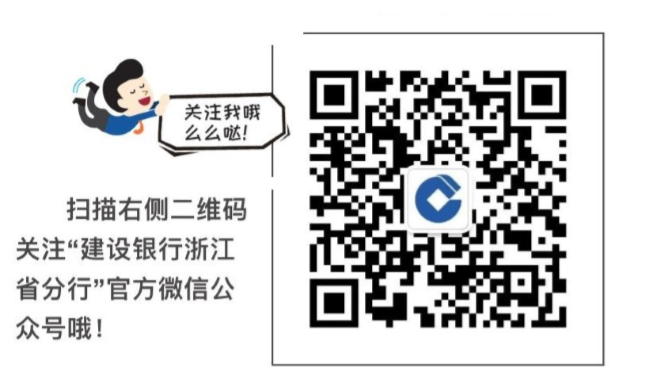 关注我哦
么么哒!
扫描右侧二维码
关注“建设银行浙江
省分行”官方微信公
众号哦!